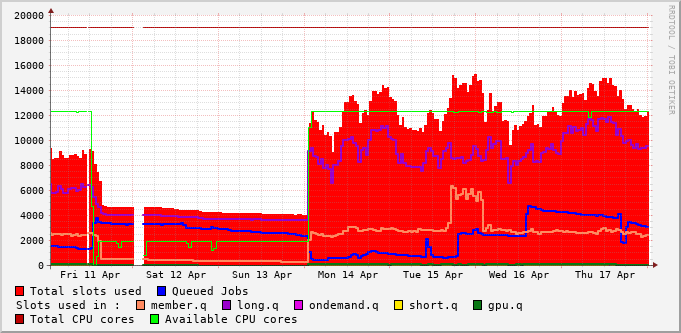 RRDTOOL / TOBI OETIKER
20000
18000
16000
14000
12000
10000
8000
6000
4000
2000
0
Fri 11 Apr Sat 12 Apr Sun 13 Apr Mon 14 Apr Tue 15 Apr Wed 16 Apr Thu 17 Apr
Total slots used Queued Jobs
Slots used in : member.q long.q ondemand.q short.q gpu.q
Total CPU cores Available CPU cores